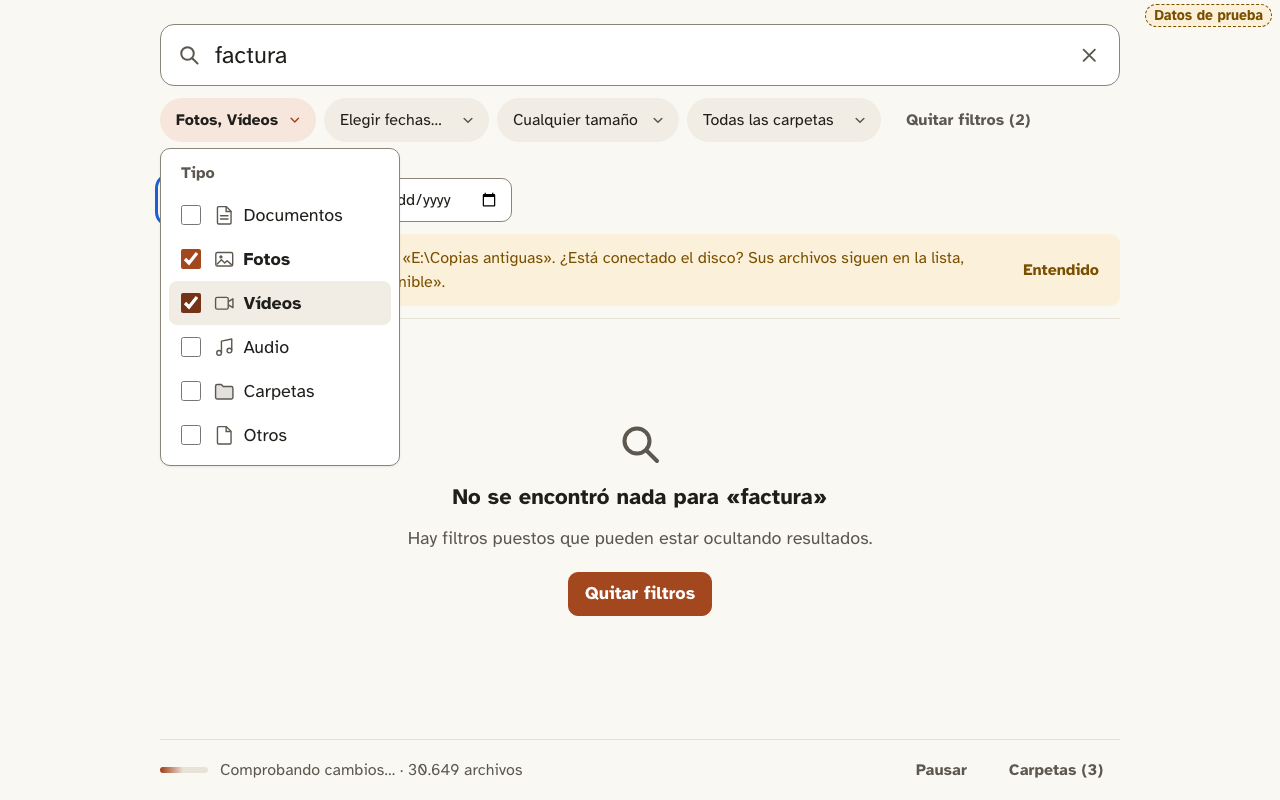 Datos de prueba
factura
Fotos, Vídeos
Elegir fechas...
Cualquier tamaño
Todas las carpetas
Quitar filtros (2)
Tipo
Documentos
Fotos
Vídeos
Audio
Carpetas
Otros
dd/yyyy
«E:\Copias antiguas». ¿Está conectado el disco? Sus archivos siguen en la lista,
nible».
Entendido
No se encontró nada para «factura»
Hay filtros puestos que pueden estar ocultando resultados.
Quitar filtros
Comprobando cambios... · 30.649 archivos
Pausar
Carpetas (3)